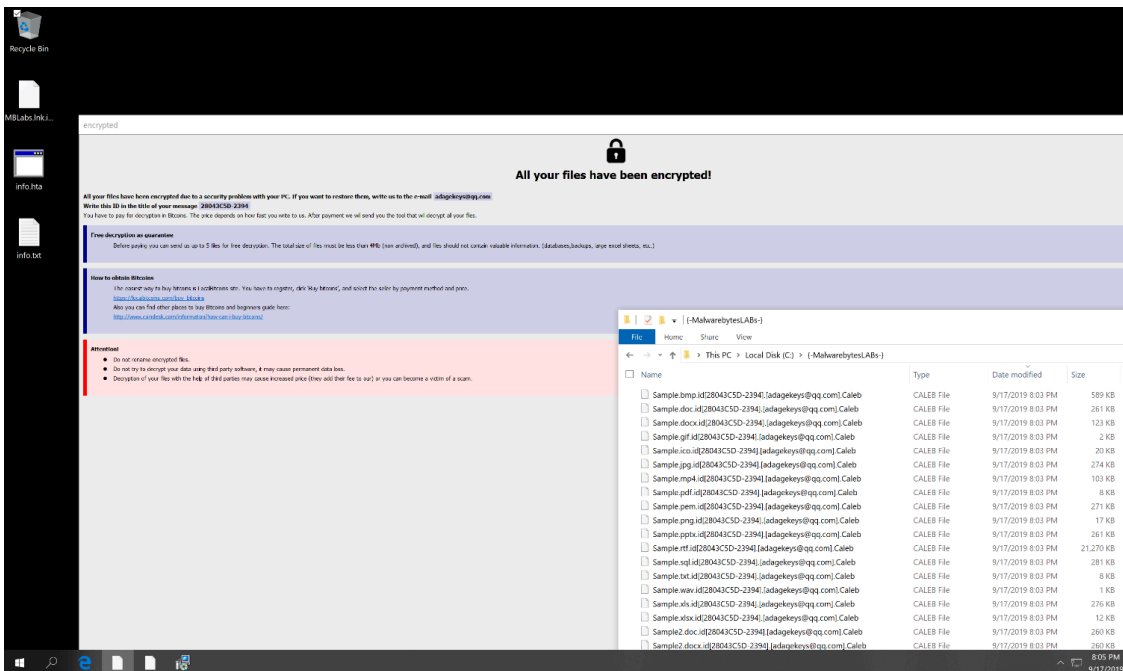 Recycle Bin
MBLabs.lnk.i...
info.hta
info.txt
encrypted
All your files have been encrypted!
All your files have been encrypted due to a security problem with your PC. If you want to restore them, write us to the e-mail adagekeys@qq.com
Write this ID in the title of your message 28043C5D-2394
You have to pay for decryption in Bitcoins. The price depends on how fast you write to us. After payment we will send you the tool that will decrypt all your files.
Free decryption as guarantee
Before paying you can send us up to 5 files for free decryption. The total size of files must be less than 4Mb (non archived), and files should not contain valuable information. (databases,backups, large excel sheets, etc.)
How to obtain Bitcoins
The easiest way to buy bitcoins is LocalBitcoins site. You have to register, click 'Buy bitcoins', and select the seller by payment method and price.
https://localbitcoins.com/buy_bitcoins
Also you can find other places to buy Bitcoins and beginners guide here:
http://www.coindesk.com/information/how-can-i-buy-bitcoins/
Attention!
Do not rename encrypted files.
Do not try to decrypt your data using third party software, it may cause permanent data loss.
Decryption of your files with the help of third parties may cause increased price (they add their fee to our) or you can become a victim of a scam.
{-MalwarebytesLABs-}
File Home Share View
This PC > Local Disk (C:) > {-MalwarebytesLABs-}
Name Type Date modified Size
Sample.bmp.id[28043C5D-2394].[adagekeys@qq.com].Caleb CALEB File 9/17/2019 8:03 PM 589 KB
Sample.doc.id[28043C5D-2394].[adagekeys@qq.com].Caleb CALEB File 9/17/2019 8:03 PM 261 KB
Sample.docx.id[28043C5D-2394].[adagekeys@qq.com].Caleb CALEB File 9/17/2019 8:03 PM 123 KB
Sample.gif.id[28043C5D-2394].[adagekeys@qq.com].Caleb CALEB File 9/17/2019 8:03 PM 2 KB
Sample.ico.id[28043C5D-2394].[adagekeys@qq.com].Caleb CALEB File 9/17/2019 8:03 PM 20 KB
Sample.jpg.id[28043C5D-2394].[adagekeys@qq.com].Caleb CALEB File 9/17/2019 8:03 PM 274 KB
Sample.mp4.id[28043C5D-2394].[adagekeys@qq.com].Caleb CALEB File 9/17/2019 8:03 PM 103 KB
Sample.pdf.id[28043C5D-2394].[adagekeys@qq.com].Caleb CALEB File 9/17/2019 8:03 PM 8 KB
Sample.pem.id[28043C5D-2394].[adagekeys@qq.com].Caleb CALEB File 9/17/2019 8:03 PM 271 KB
Sample.png.id[28043C5D-2394].[adagekeys@qq.com].Caleb CALEB File 9/17/2019 8:03 PM 17 KB
Sample.pptx.id[28043C5D-2394].[adagekeys@qq.com].Caleb CALEB File 9/17/2019 8:03 PM 261 KB
Sample.rtf.id[28043C5D-2394].[adagekeys@qq.com].Caleb CALEB File 9/17/2019 8:03 PM 21,270 KB
Sample.sql.id[28043C5D-2394].[adagekeys@qq.com].Caleb CALEB File 9/17/2019 8:03 PM 281 KB
Sample.txt.id[28043C5D-2394].[adagekeys@qq.com].Caleb CALEB File 9/17/2019 8:03 PM 8 KB
Sample.wav.id[28043C5D-2394].[adagekeys@qq.com].Caleb CALEB File 9/17/2019 8:03 PM 1 KB
Sample.xls.id[28043C5D-2394].[adagekeys@qq.com].Caleb CALEB File 9/17/2019 8:03 PM 276 KB
Sample.xlsx.id[28043C5D-2394].[adagekeys@qq.com].Caleb CALEB File 9/17/2019 8:03 PM 12 KB
Sample2.doc.id[28043C5D-2394].[adagekeys@qq.com].Caleb CALEB File 9/17/2019 8:03 PM 260 KB
Sample2.docx.id[28043C5D-2394].[adagekeys@qq.com].Caleb CALEB File 9/17/2019 8:03 PM 260 KB
8:05 PM
9/17/2019